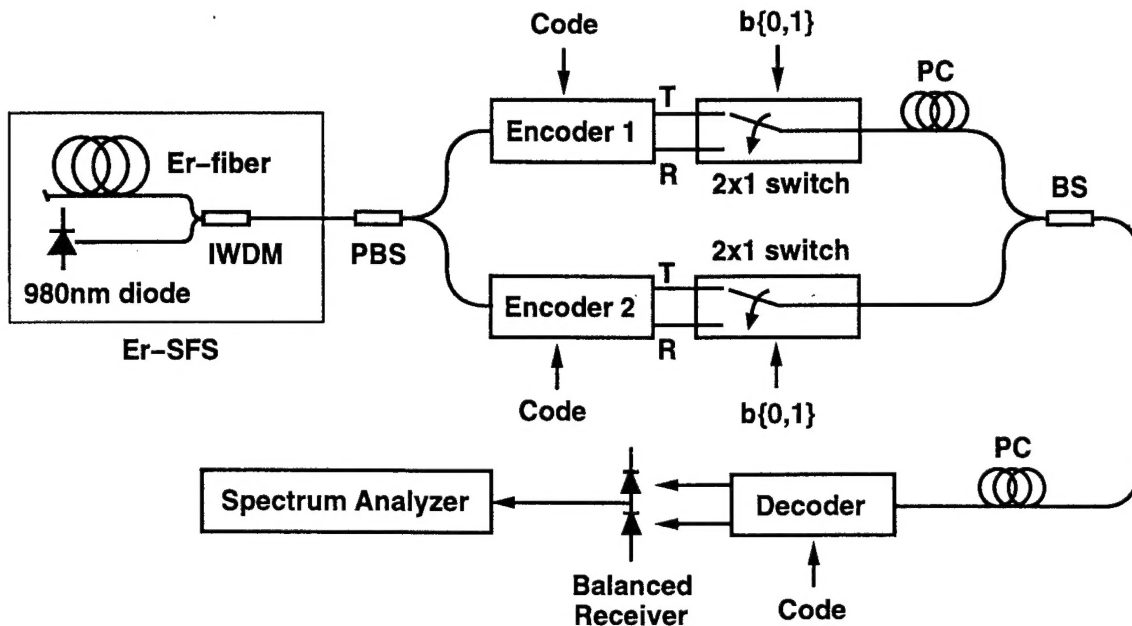 Code
b{0,1}
PC
Er-fiber
Encoder 1
T
R
2x1 switch
BS
IWDM
PBS
980nm diode
2x1 switch
Encoder 2
T
R
Er-SFS
Code
b{0,1}
PC
Spectrum Analyzer
Decoder
Balanced
Receiver
Code